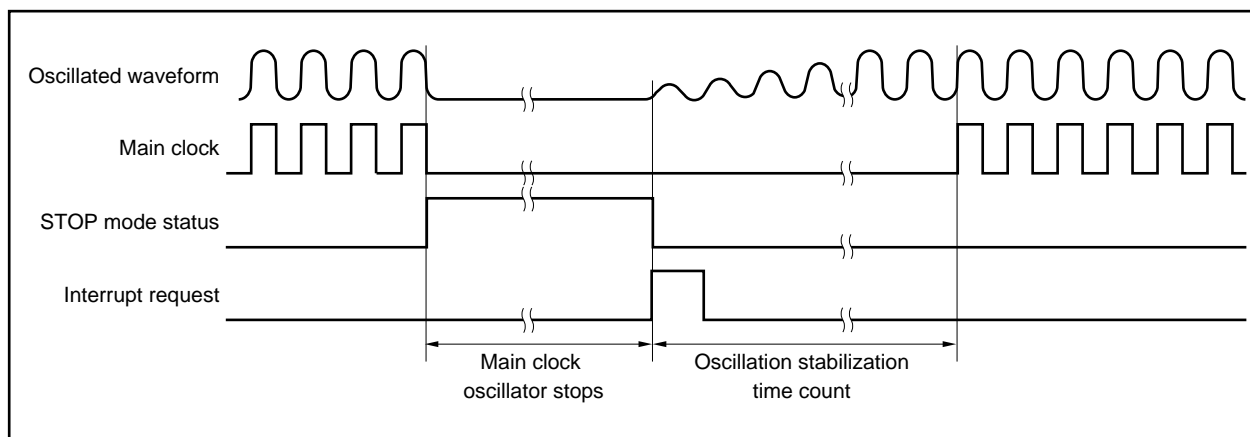 Oscillated waveform
Main clock
STOP mode status
Interrupt request
Main clock
oscillator stops
Oscillation stabilization
time count